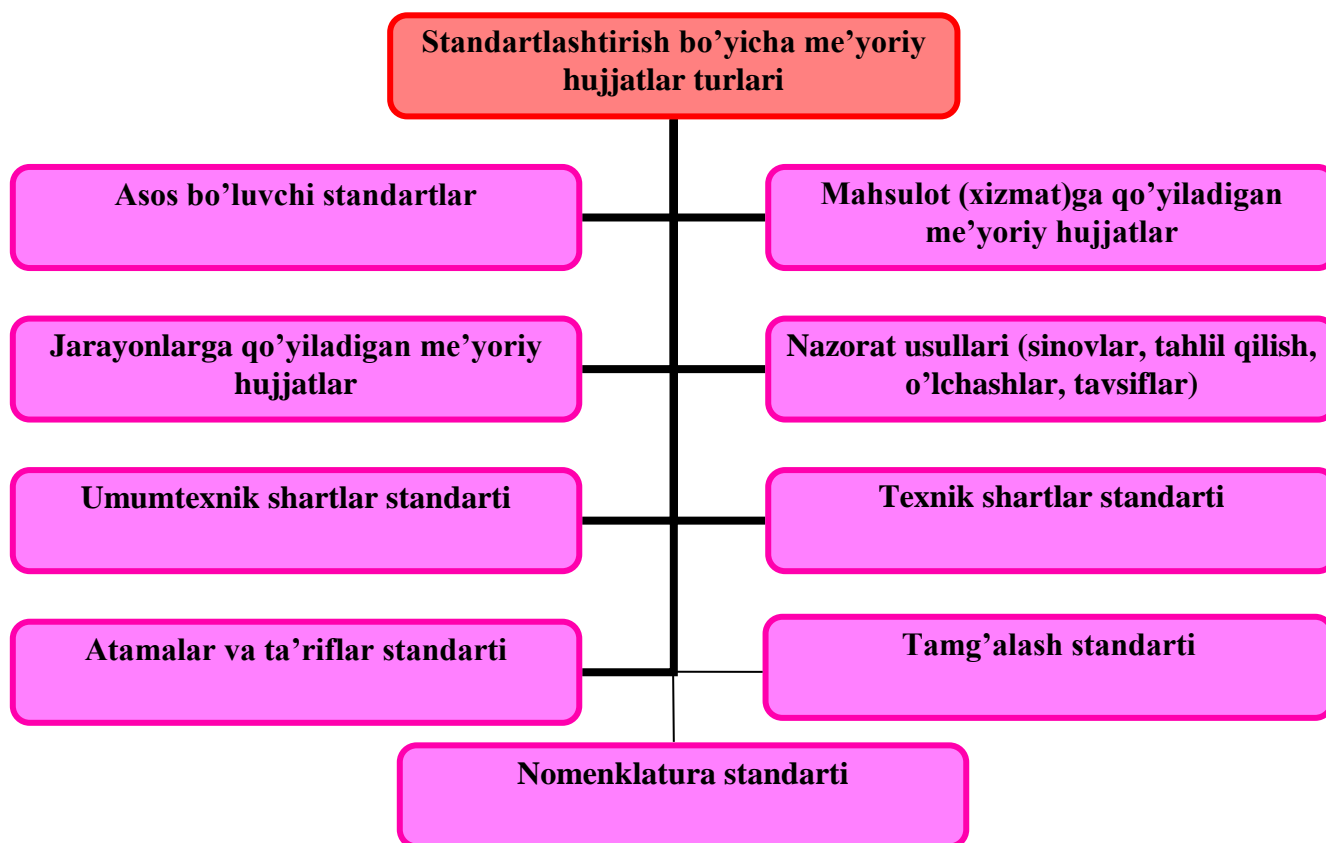 Standartlashtirish bo’yicha me’yoriy
hujjatlar turlari
Asos bo’luvchi standartlar
Mahsulot (xizmat)ga qo’yiladigan
me’yoriy hujjatlar
Jarayonlarga qo’yiladigan me’yoriy
hujjatlar
Nazorat usullari (sinovlar, tahlil qilish,
o’lchashlar, tavsiflar)
Umumtexnik shartlar standarti
Texnik shartlar standarti
Atamalar va ta’riflar standarti
Tamg’alash standarti
Nomenklatura standarti